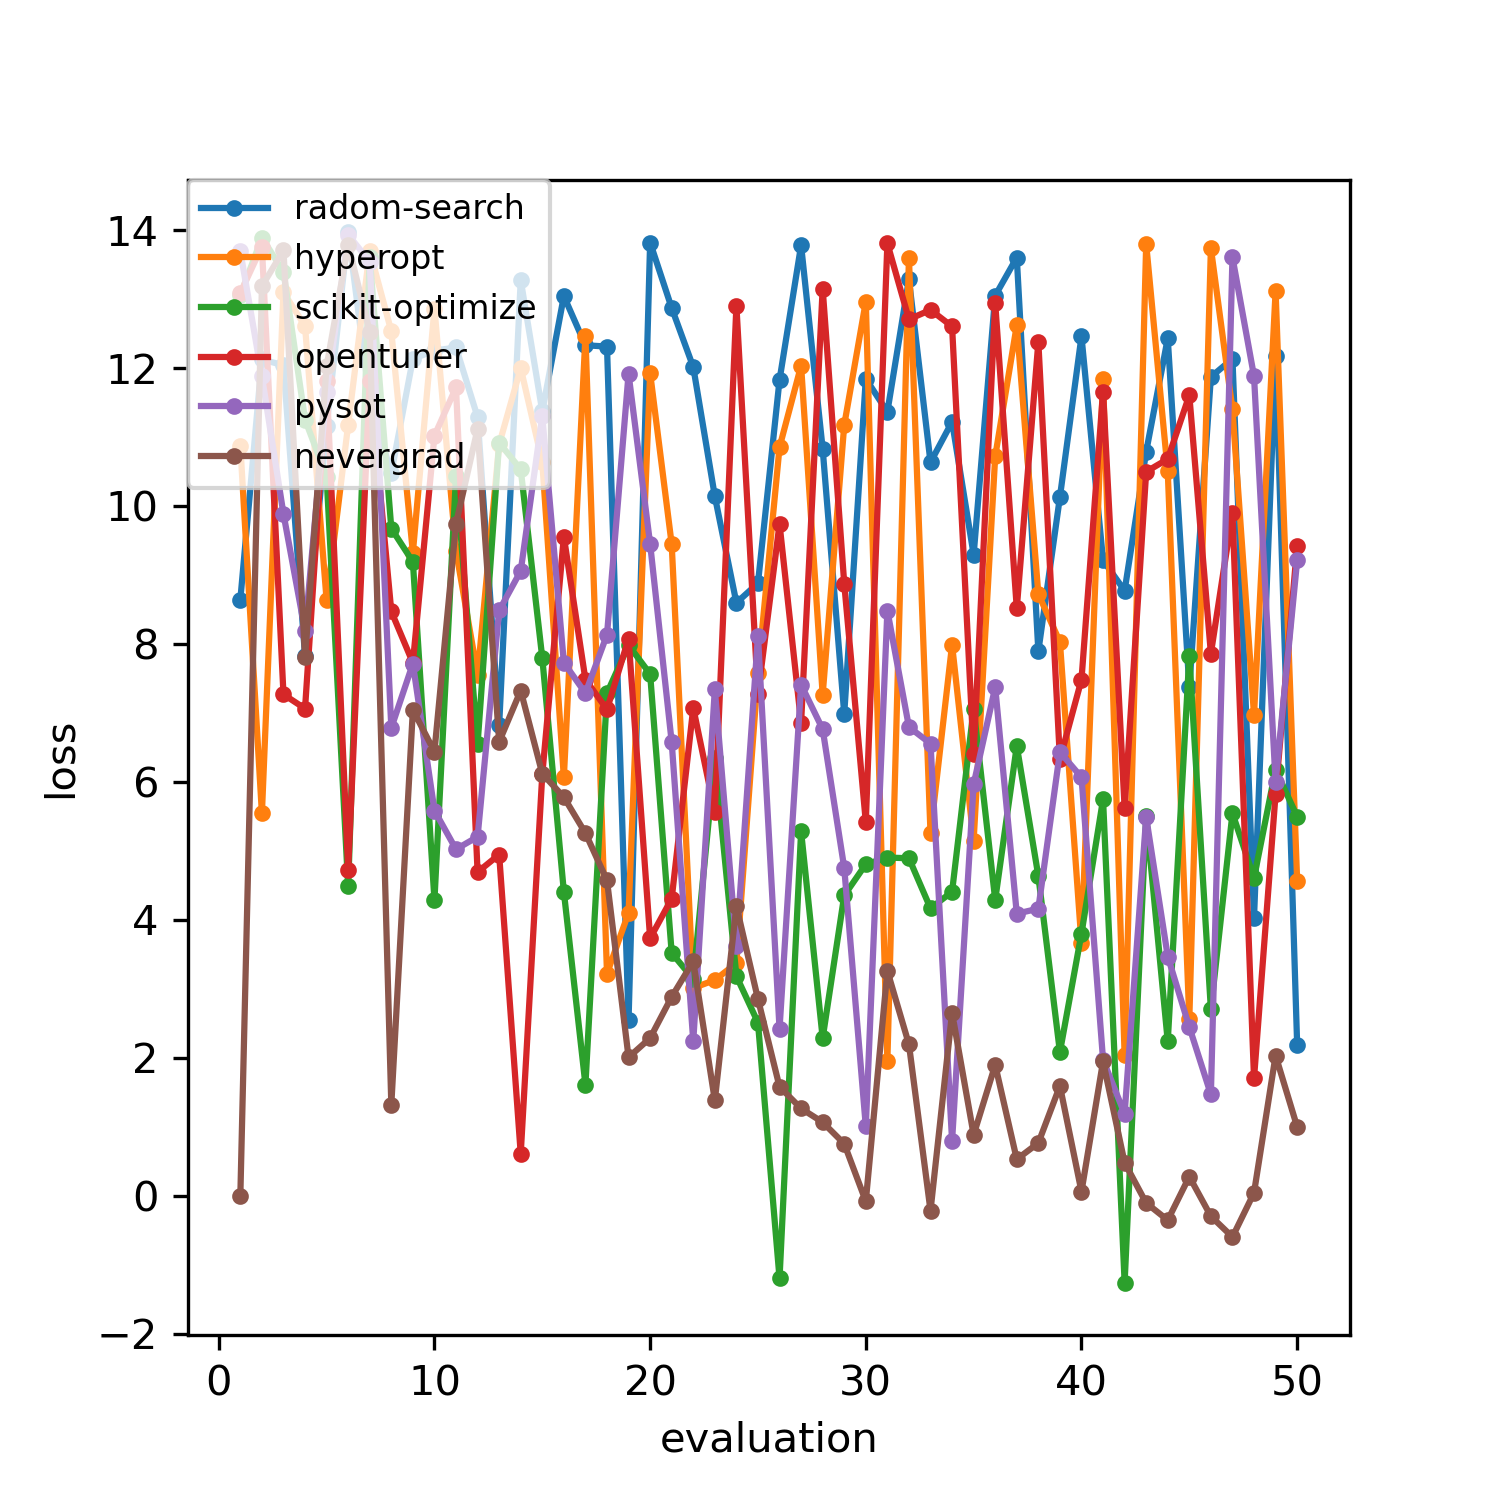 radom-search
hyperopt
scikit-optimize
opentuner
pysot
nevergrad
14
12
10
8
6
4
2
0
−2
loss
0 10 20 30 40 50
evaluation